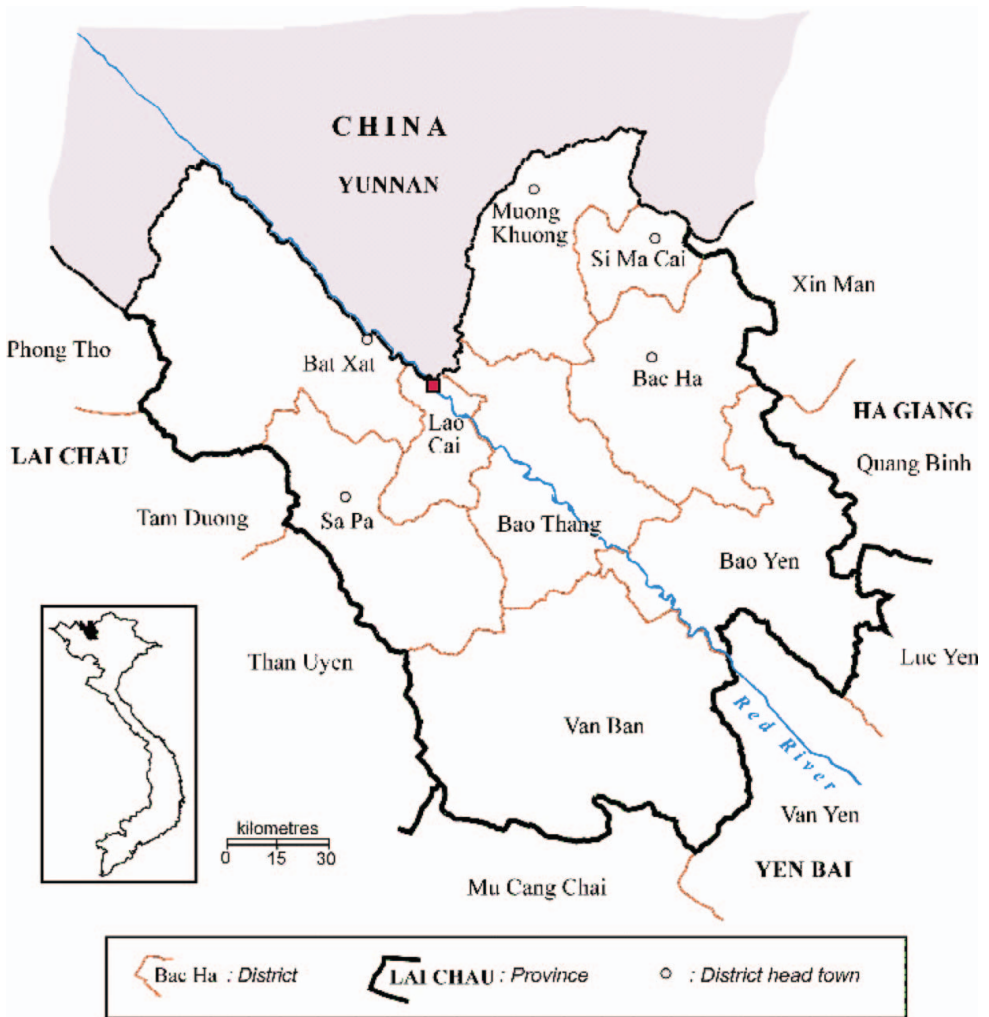 CHINA
YUNNAN
Muong
Khuong
Si Ma Cai
Xin Man
Phong Tho
Bat Xat
Bac Ha
HA GIANG
Lao
Cai
LAI CHAU
Quang Binh
Tam Duong
Sa Pa
Bao Thang
Bao Yen
Than Uyen
Luc Yen
Van Ban
Red River
Van Yen
kilometres
0 15 30
YEN BAI
Mu Cang Chai
Bac Ha : District
LAI CHAU : Province
: District head town